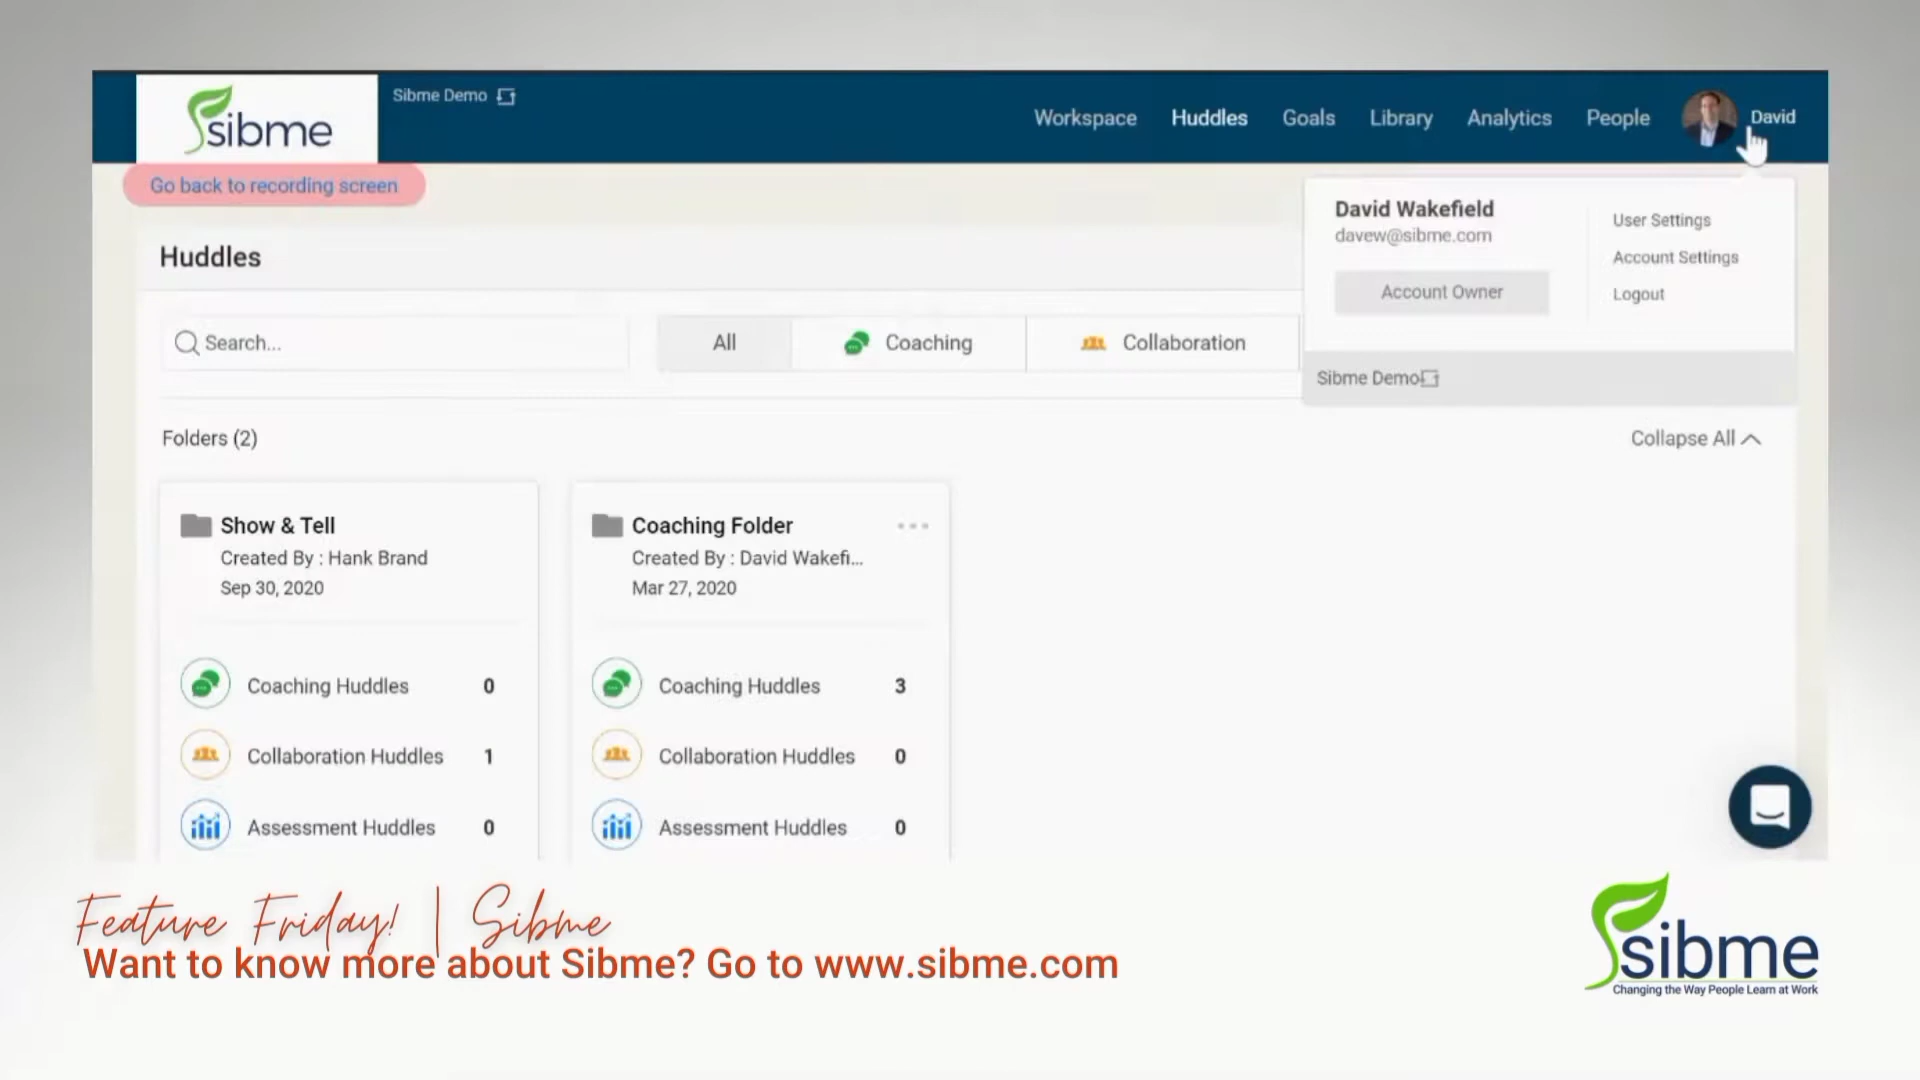 sibme
Sibme Demo
Workspace
Huddles
Goals
Library
Analytics
People
David
Go back to recording screen
David Wakefield
davew@sibme.com
Account Owner
User Settings
Account Settings
Logout
Sibme Demo
Huddles
Search...
All
Coaching
Collaboration
Folders (2)
Collapse All
Show & Tell
Created By : Hank Brand
Sep 30, 2020
Coaching Huddles 0
Collaboration Huddles 1
Assessment Huddles 0
Coaching Folder
Created By : David Wakefi...
Mar 27, 2020
Coaching Huddles 3
Collaboration Huddles 0
Assessment Huddles 0
Feature Friday! | Sibme
Want to know more about Sibme? Go to www.sibme.com
sibme
Changing the Way People Learn at Work